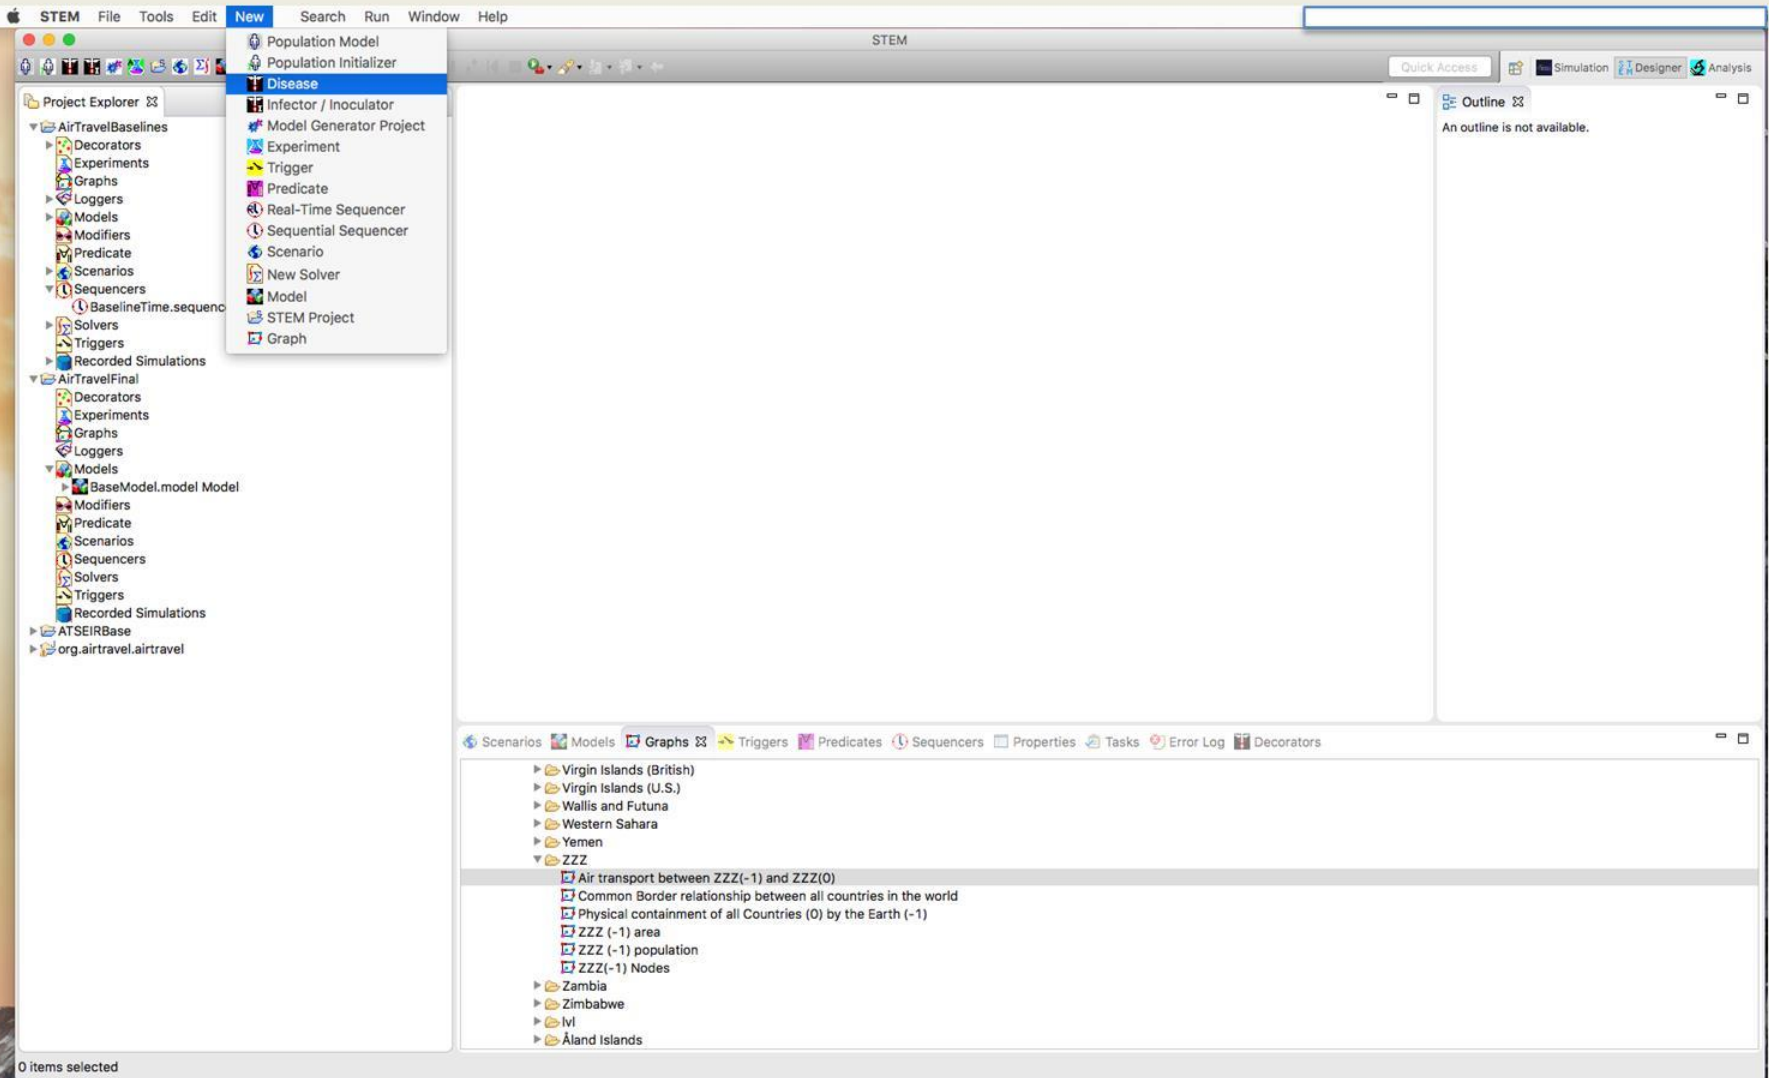 STEM File Tools Edit New Search Run Window Help
STEM
Population Model
Population Initializer
Disease
Infector / Inoculator
Model Generator Project
Experiment
Trigger
Predicate
Real-Time Sequencer
Sequential Sequencer
Scenario
New Solver
Model
STEM Project
Graph
Quick Access
Simulation Designer Analysis
Project Explorer
AirTravelBaselines
Decorators
Experiments
Graphs
Loggers
Models
Modifiers
Predicate
Scenarios
Sequencers
BaselineTime.sequenc
Solvers
Triggers
Recorded Simulations
AirTravelFinal
Decorators
Experiments
Graphs
Loggers
Models
BaseModel.model Model
Modifiers
Predicate
Scenarios
Sequencers
Solvers
Triggers
Recorded Simulations
ATSEIRBase
org.airtravel.airtravel
Outline
An outline is not available.
Scenarios Models Graphs Triggers Predicates Sequencers Properties Tasks Error Log Decorators
Virgin Islands (British)
Virgin Islands (U.S.)
Wallis and Futuna
Western Sahara
Yemen
ZZZ
Air transport between ZZZ(-1) and ZZZ(0)
Common Border relationship between all countries in the world
Physical containment of all Countries (0) by the Earth (-1)
ZZZ (-1) area
ZZZ (-1) population
ZZZ(-1) Nodes
Zambia
Zimbabwe
lvl
Åland Islands
0 items selected